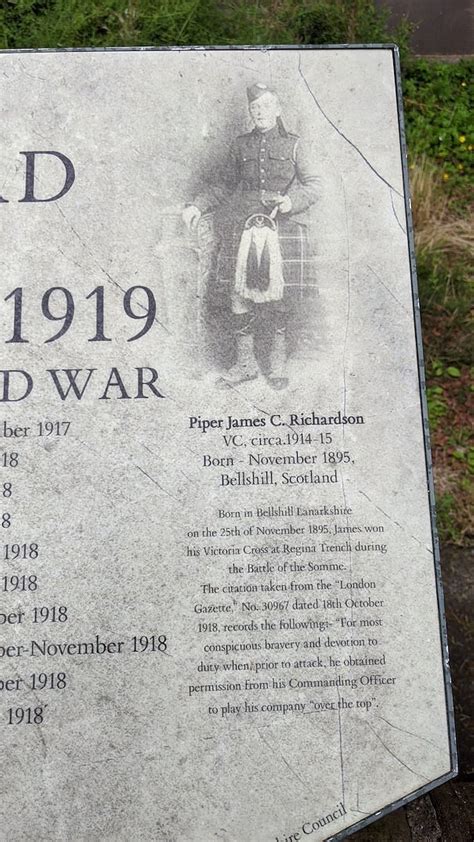 AD
1919
D WAR
ber 1917
18
8
8
1918
1918
ber 1918
ber-November 1918
ber 1918
1918
Piper James C. Richardson
VC, circa.1914-15
Born - November 1895,
Bellshill, Scotland
Born in Bellshill Lanarkshire
on the 25th of November 1895, James won
his Victoria Cross at Regina Trench during
the Battle of the Somme.
The citation taken from the "London
Gazette," No. 30967 dated 18th October
1918, records the following:- "For most
conspicuous bravery and devotion to
duty when, prior to attack, he obtained
permission from his Commanding Officer
to play his company "over the top".
ire Council